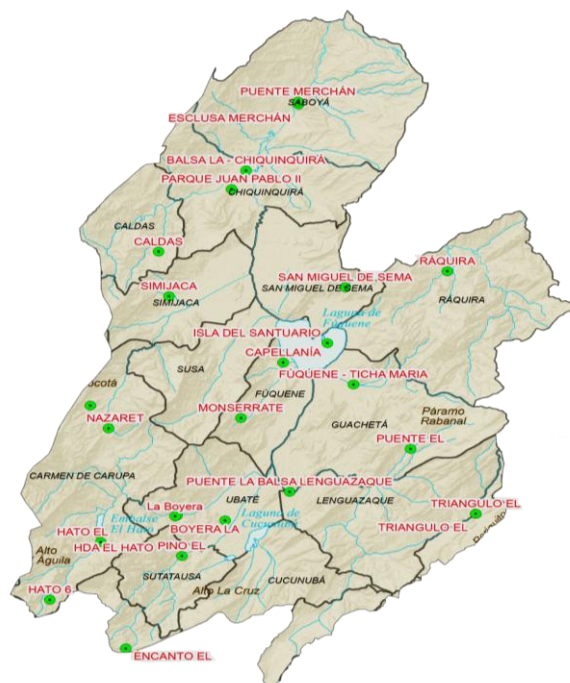 PUENTE MERCHÁN
SABOYÁ
ESCLUSA MERCHÁN
BALSA LA - CHIQUINQUIRÁ
PARQUE JUAN PABLO II
CHIQUINQUIRÁ
CALDAS
CALDAS
RÁQUIRA
SAN MIGUEL DE SEMA
SAN MIGUEL DE SEMA
SIMIJACA
SIMIJACA
RÁQUIRA
Laguna de
Fúquene
ISLA DEL SANTUARIO
CAPELLANÍA
SUSA
FÚQUENE - TICHA MARIA
FÚQUENE
MONSERRATE
NAZARET
GUACHETÁ
Páramo
Rabanal
PUENTE EL
CARMEN DE CARUPA
PUENTE LA BALSA LENGUAZAQUE
UBATÉ
LENGUAZAQUE
La Boyera
Laguna de
Cucunubá
TRIANGULO EL
TRIANGULO EL
Embalse
El Hato
BOYERA LA
HATO EL
HDA EL HATO
PINO EL
Alto
Águila
SUTATAUSA
CUCUNUBÁ
HATO 6
Alto La Cruz
ENCANTO EL